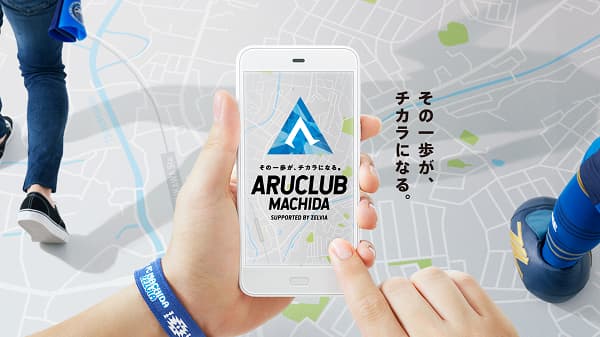 その一歩が、チカラになる。
ARUCLUB
MACHIDA
SUPPORTED BY ZELVIA
その一歩が、
チカラになる。
MACHIDA
ZELVIA